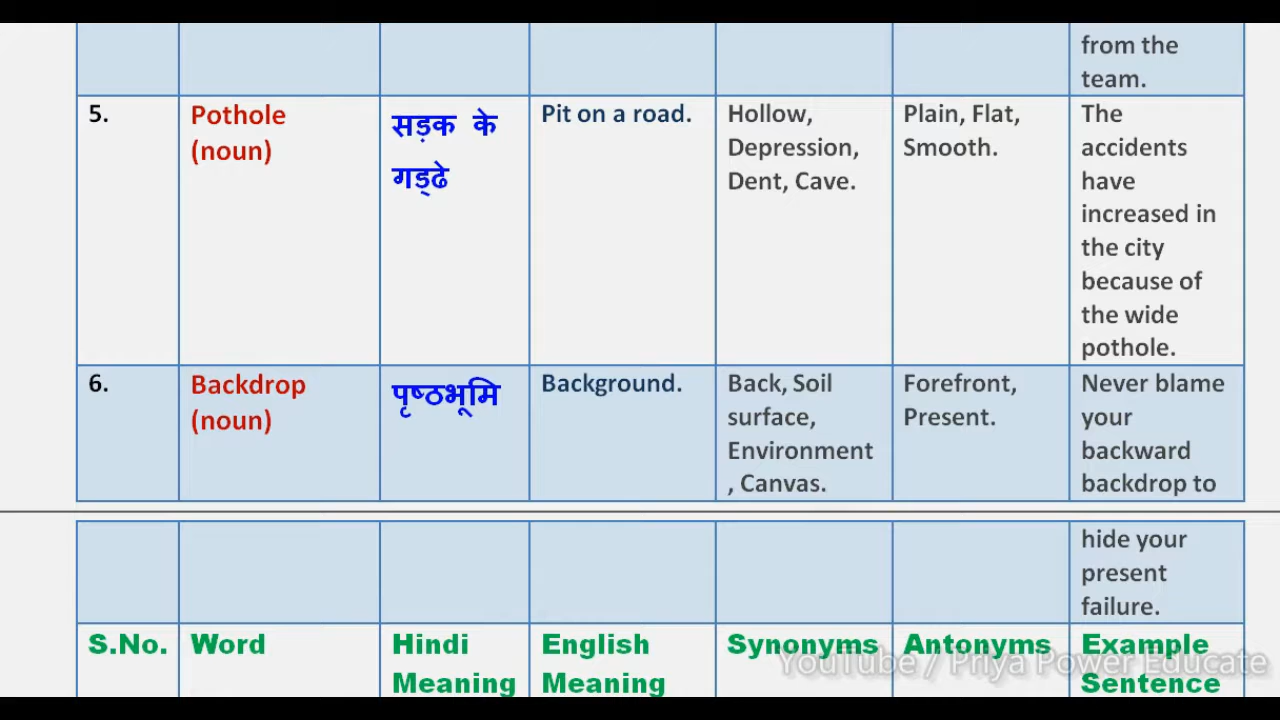 from the
team.
5.
Pothole
(noun)
सड़क के
गड्ढे
Pit on a road.
Hollow,
Depression,
Dent, Cave.
Plain, Flat,
Smooth.
The
accidents
have
increased in
the city
because of
the wide
pothole.
6.
Backdrop
(noun)
पृष्ठभूमि
Background.
Back, Soil
surface,
Environment
, Canvas.
Forefront,
Present.
Never blame
your
backward
backdrop to
hide your
present
failure.
S.No.
Word
Hindi
Meaning
English
Meaning
Synonyms
Antonyms
Example
Sentence
YouTube / Priya Power Educate